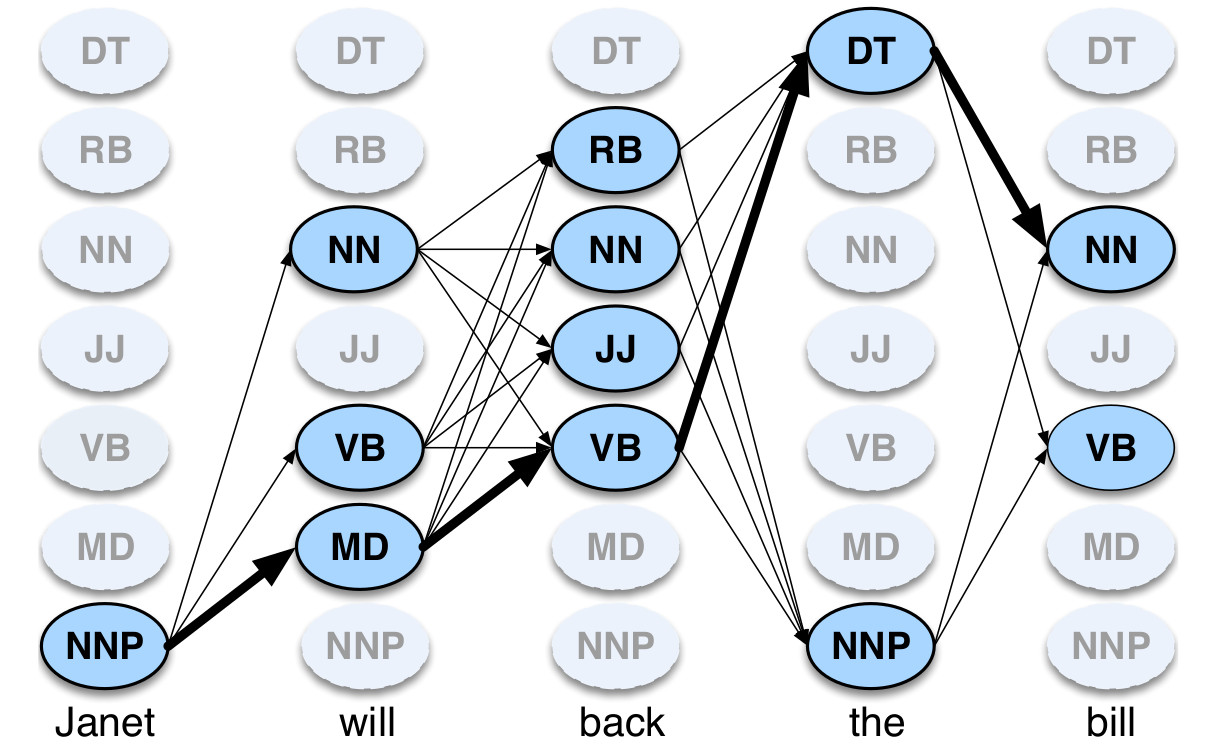 DT DT DT DT DT
RB RB RB RB RB
NN NN NN NN NN
JJ JJ JJ JJ JJ
VB VB VB VB VB
MD MD MD MD MD
NNP NNP NNP NNP NNP
Janet will back the bill